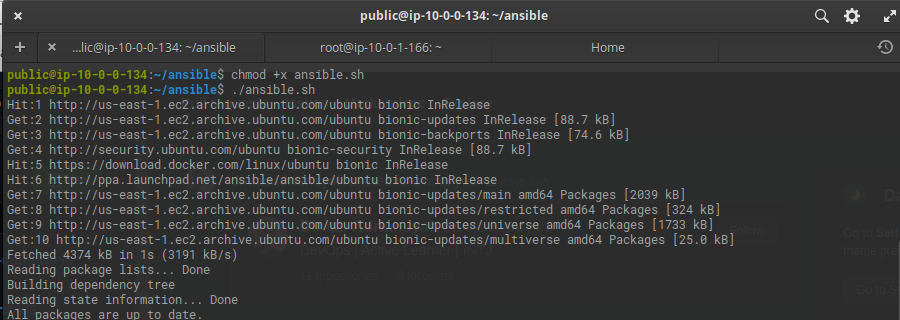 public@ip-10-0-0-134: ~/ansible
...lic@ip-10-0-0-134: ~/ansible
root@ip-10-0-1-166: ~
Home
public@ip-10-0-0-134:~/ansible$ chmod +x ansible.sh
public@ip-10-0-0-134:~/ansible$ ./ansible.sh
Hit:1 http://us-east-1.ec2.archive.ubuntu.com/ubuntu bionic InRelease
Get:2 http://us-east-1.ec2.archive.ubuntu.com/ubuntu bionic-updates InRelease [88.7 kB]
Get:3 http://us-east-1.ec2.archive.ubuntu.com/ubuntu bionic-backports InRelease [74.6 kB]
Get:4 http://security.ubuntu.com/ubuntu bionic-security InRelease [88.7 kB]
Hit:5 https://download.docker.com/linux/ubuntu bionic InRelease
Hit:6 http://ppa.launchpad.net/ansible/ansible/ubuntu bionic InRelease
Get:7 http://us-east-1.ec2.archive.ubuntu.com/ubuntu bionic-updates/main amd64 Packages [2039 kB]
Get:8 http://us-east-1.ec2.archive.ubuntu.com/ubuntu bionic-updates/restricted amd64 Packages [324 kB]
Get:9 http://us-east-1.ec2.archive.ubuntu.com/ubuntu bionic-updates/universe amd64 Packages [1733 kB]
Get:10 http://us-east-1.ec2.archive.ubuntu.com/ubuntu bionic-updates/multiverse amd64 Packages [25.0 kB]
Fetched 4374 kB in 1s (3191 kB/s)
Reading package lists... Done
Building dependency tree
Reading state information... Done
All packages are up to date.
DevOps | Active Learner | INTJ
Go to